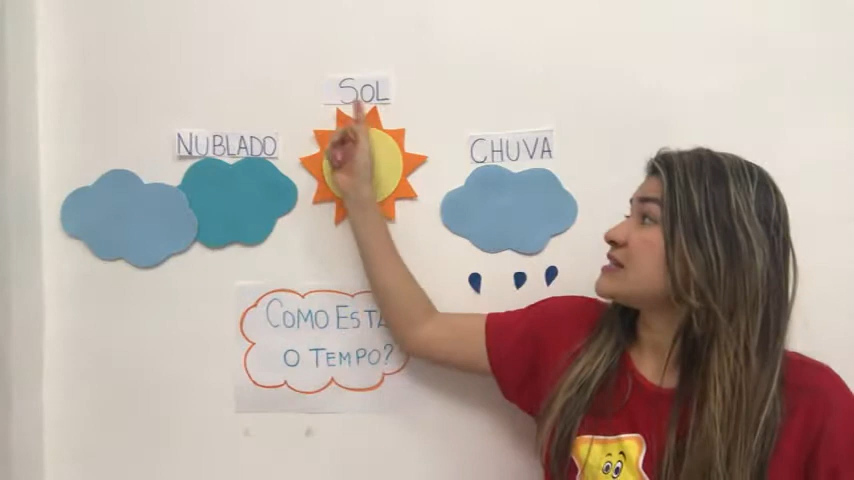 SOL
NUBLADO
CHUVA
COMO ESTÁ
O TEMPO?